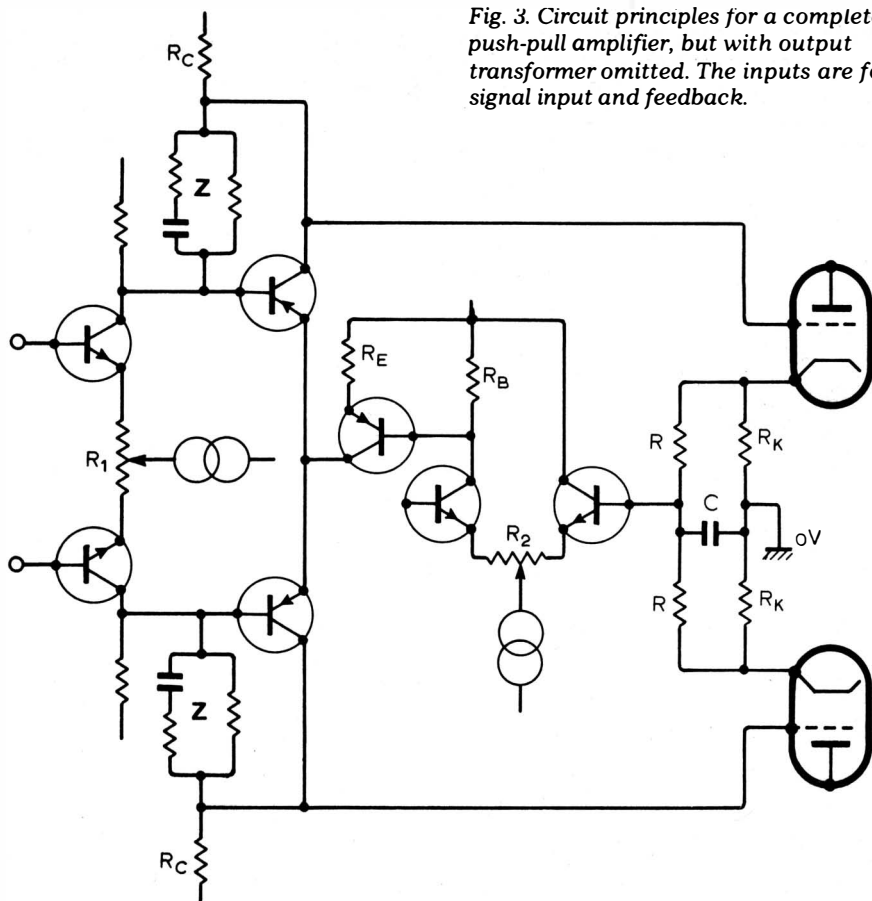 Fig. 3. Circuit principles for a complet
push-pull amplifier, but with output
transformer omitted. The inputs are f
signal input and feedback.
RC
Z
RE
RB
R1
R
RK
C
0V
R2
R
RK
Z
RC